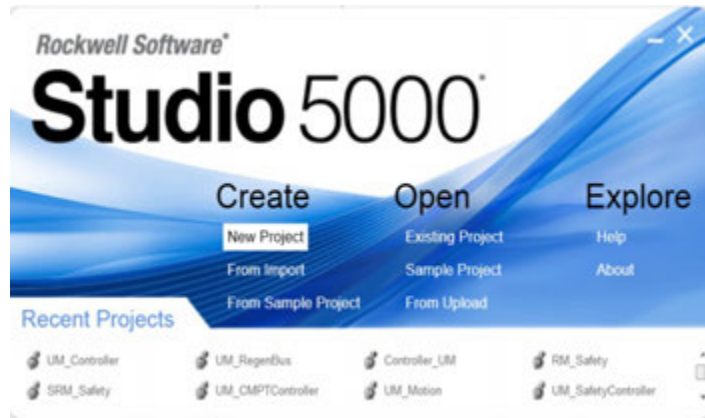 Rockwell Software®
Studio 5000®
Create Open Explore
New Project Existing Project Help
From Import Sample Project About
From Sample Project From Upload
Recent Projects
UM_Controller UM_RegenBus Controller_UM RM_Safety
SRM_Safety UM_CMPTController UM_Motion UM_SafetyController